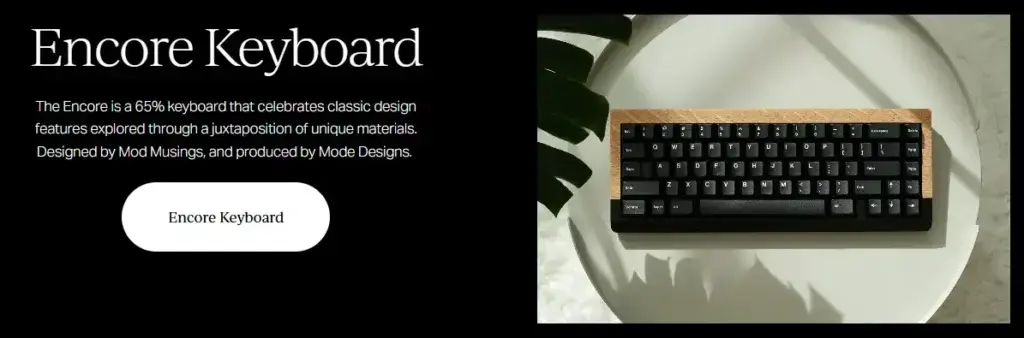 Encore Keyboard
The Encore is a 65% keyboard that celebrates classic design
features explored through a juxtaposition of unique materials.
Designed by Mod Musings, and produced by Mode Designs.
Encore Keyboard
Q W E R T Y U I O P
A S D F G H J K L
Z X C V B N M